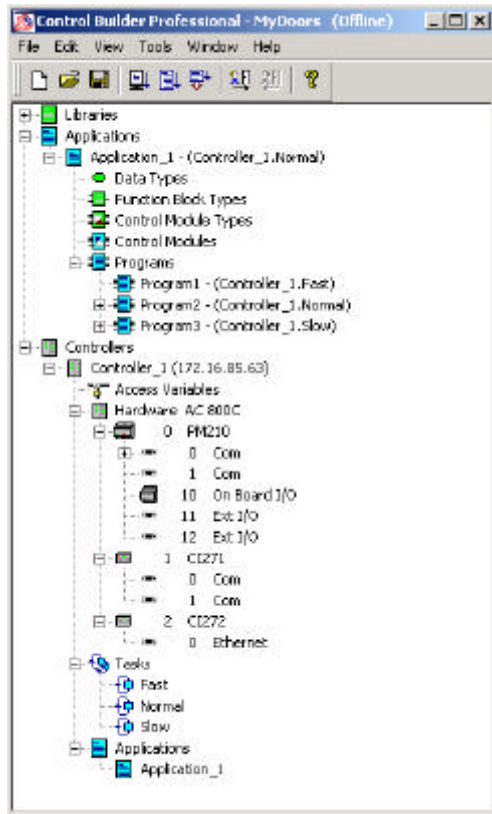 Control Builder Professional - MyDoors (Offline)
File Edit View Tools Window Help
Libraries
Applications
Application_1 - (Controller_1.Normal)
Data Types
Function Block Types
Control Module Types
Control Modules
Programs
Program1 - (Controller_1.Fast)
Program2 - (Controller_1.Normal)
Program3 - (Controller_1.Slow)
Controllers
Controller_1 (172.16.85.63)
Access Variables
Hardware AC 800C
0 PM210
0 Com
1 Com
10 On Board I/O
11 Ext I/O
12 Ext I/O
1 CI271
0 Com
1 Com
2 CI272
0 Ethernet
Tasks
Fast
Normal
Slow
Applications
Application_1